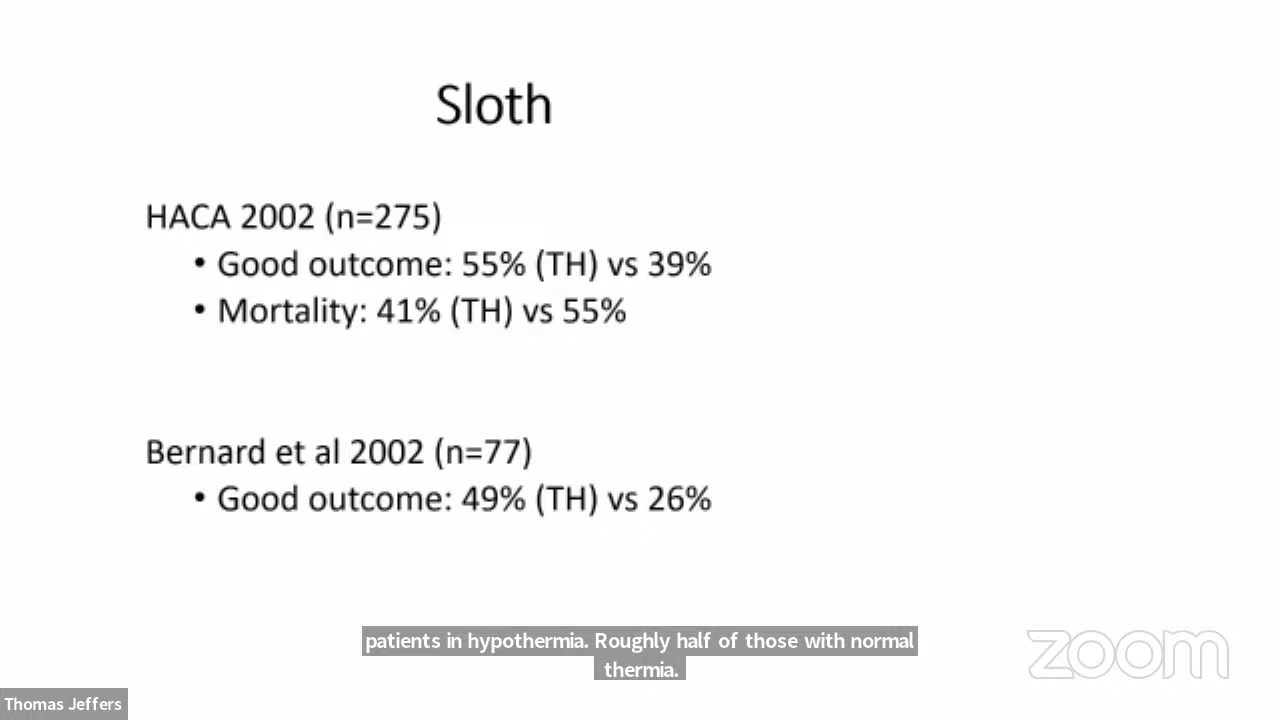 Sloth
HACA 2002 (n=275)
• Good outcome: 55% (TH) vs 39%
• Mortality: 41% (TH) vs 55%
Bernard et al 2002 (n=77)
• Good outcome: 49% (TH) vs 26%
patients in hypothermia. Roughly half of those with normal
thermia.
zoom
Thomas Jeffers